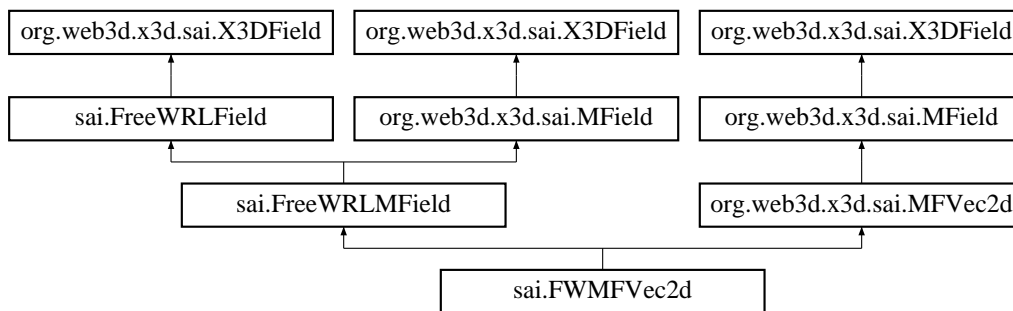 org.web3d.x3d.sai.X3DField
org.web3d.x3d.sai.X3DField
org.web3d.x3d.sai.X3DField
sai.FreeWRLField
org.web3d.x3d.sai.MField
org.web3d.x3d.sai.MField
sai.FreeWRLMField
org.web3d.x3d.sai.MFVec2d
sai.FWMFVec2d